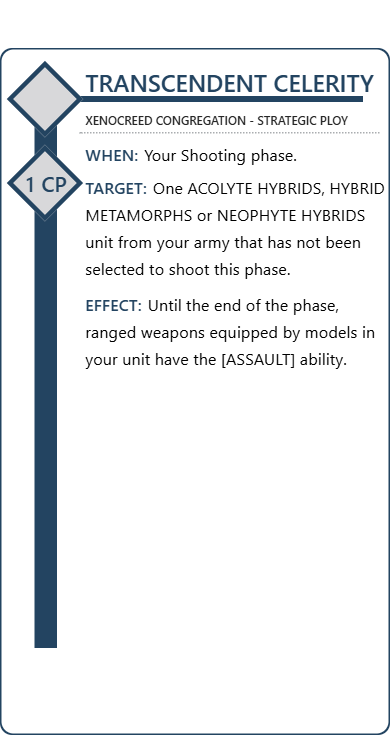 TRANSCENDENT CELERITY
XENOCREED CONGREGATION - STRATEGIC PLOY
WHEN: Your Shooting phase.
1 CP
TARGET: One ACOLYTE HYBRIDS, HYBRID
METAMORPHS or NEOPHYTE HYBRIDS
unit from your army that has not been
selected to shoot this phase.
EFFECT: Until the end of the phase,
ranged weapons equipped by models in
your unit have the [ASSAULT] ability.